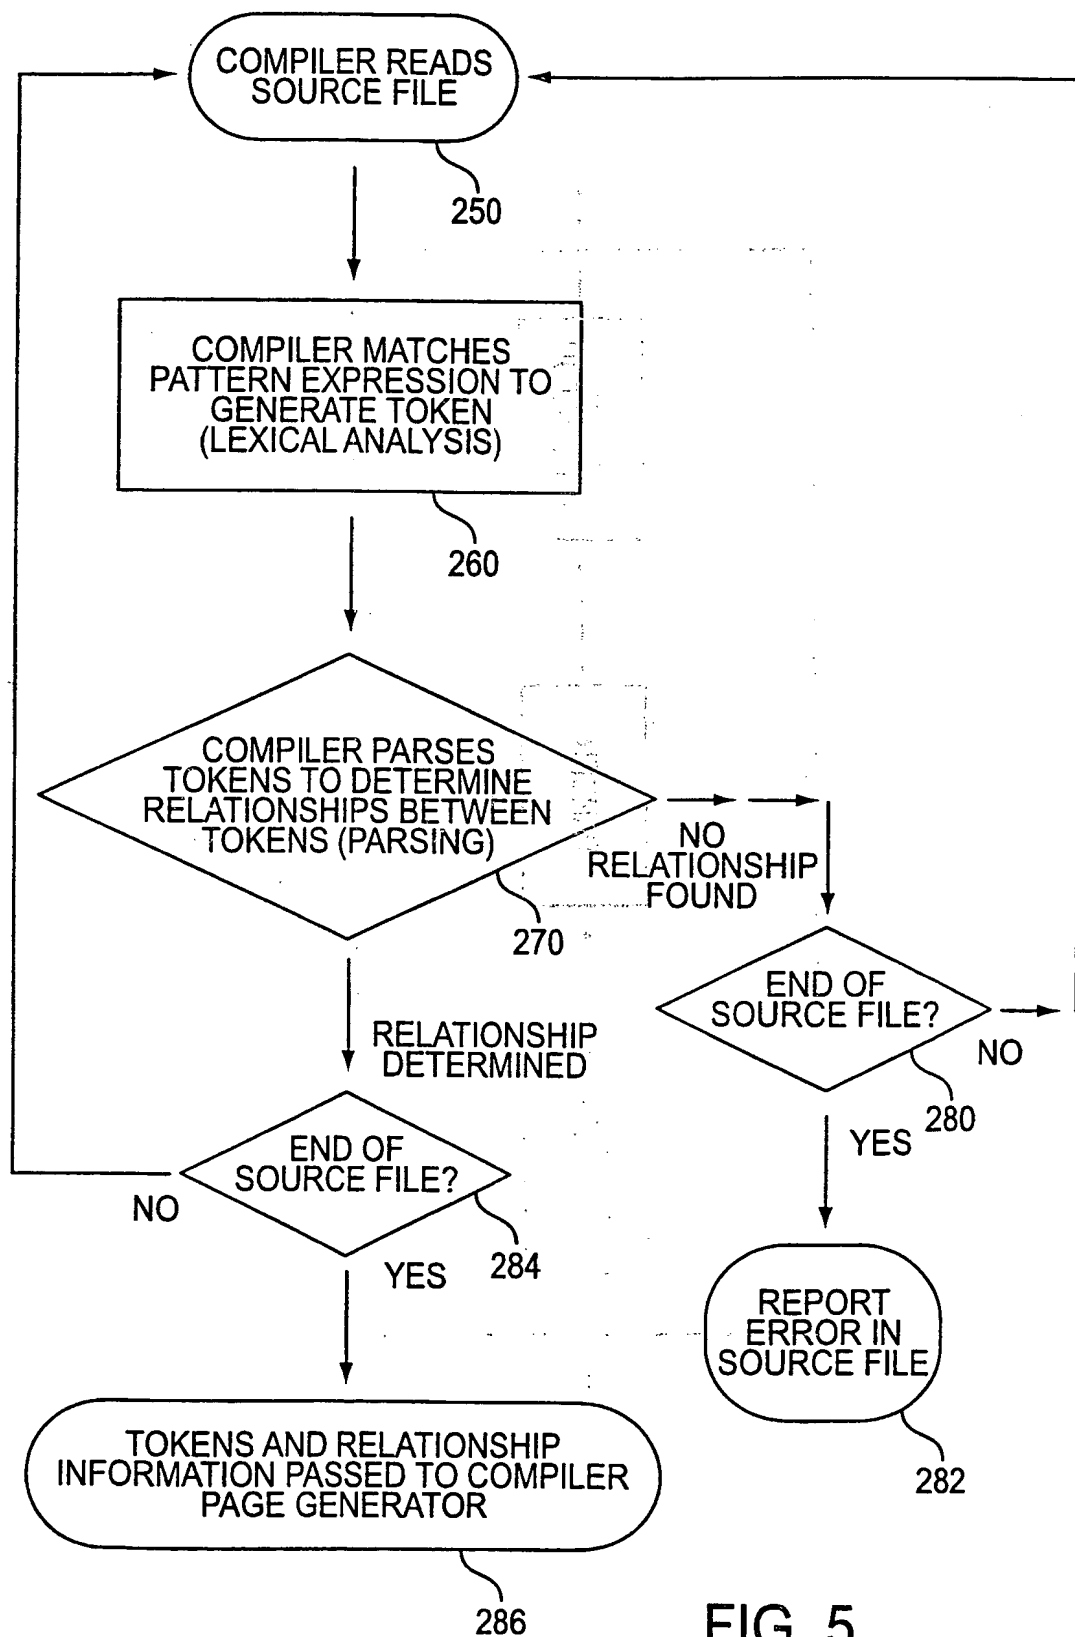 COMPILER READS
SOURCE FILE
250
COMPILER MATCHES
PATTERN EXPRESSION TO
GENERATE TOKEN
(LEXICAL ANALYSIS)
260
COMPILER PARSES
TOKENS TO DETERMINE
RELATIONSHIPS BETWEEN
TOKENS (PARSING)
270
NO
RELATIONSHIP
FOUND
END OF
SOURCE FILE?
NO
280
YES
RELATIONSHIP
DETERMINED
END OF
SOURCE FILE?
NO
284
YES
REPORT
ERROR IN
SOURCE FILE
282
TOKENS AND RELATIONSHIP
INFORMATION PASSED TO COMPILER
PAGE GENERATOR
286
FIG. 5